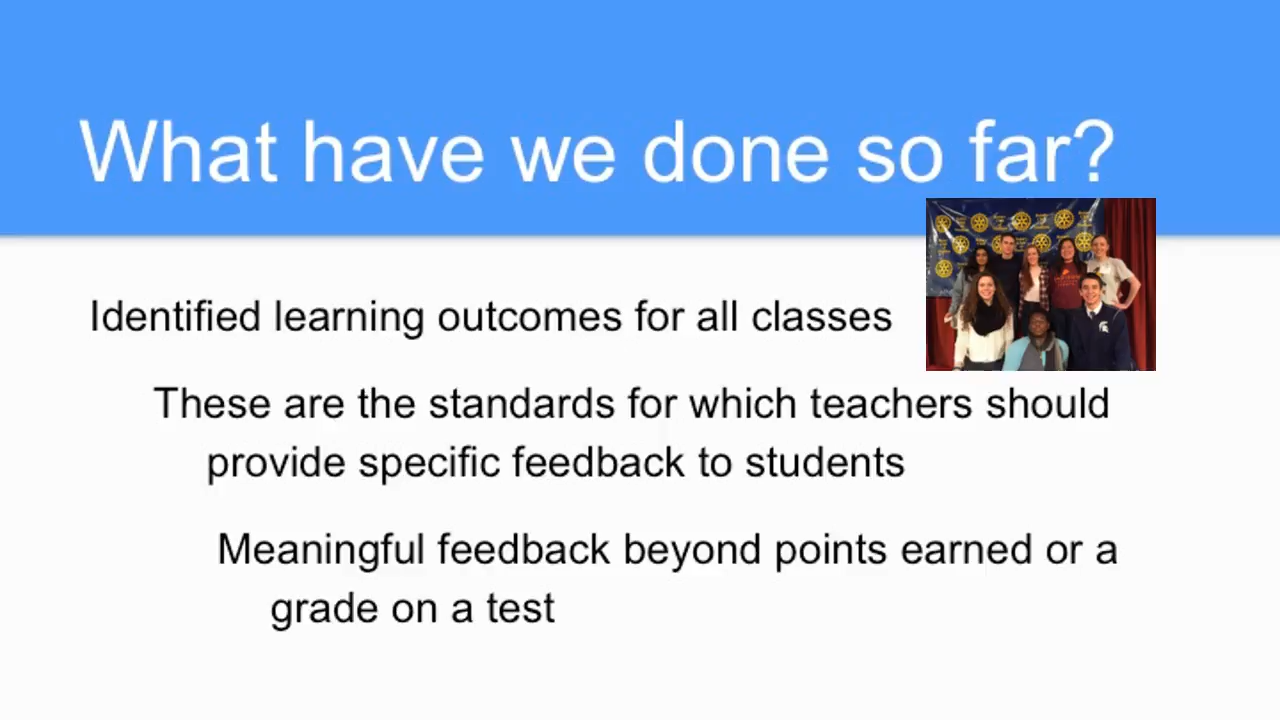 What have we done so far?
Identified learning outcomes for all classes
These are the standards for which teachers should
provide specific feedback to students
Meaningful feedback beyond points earned or a
grade on a test